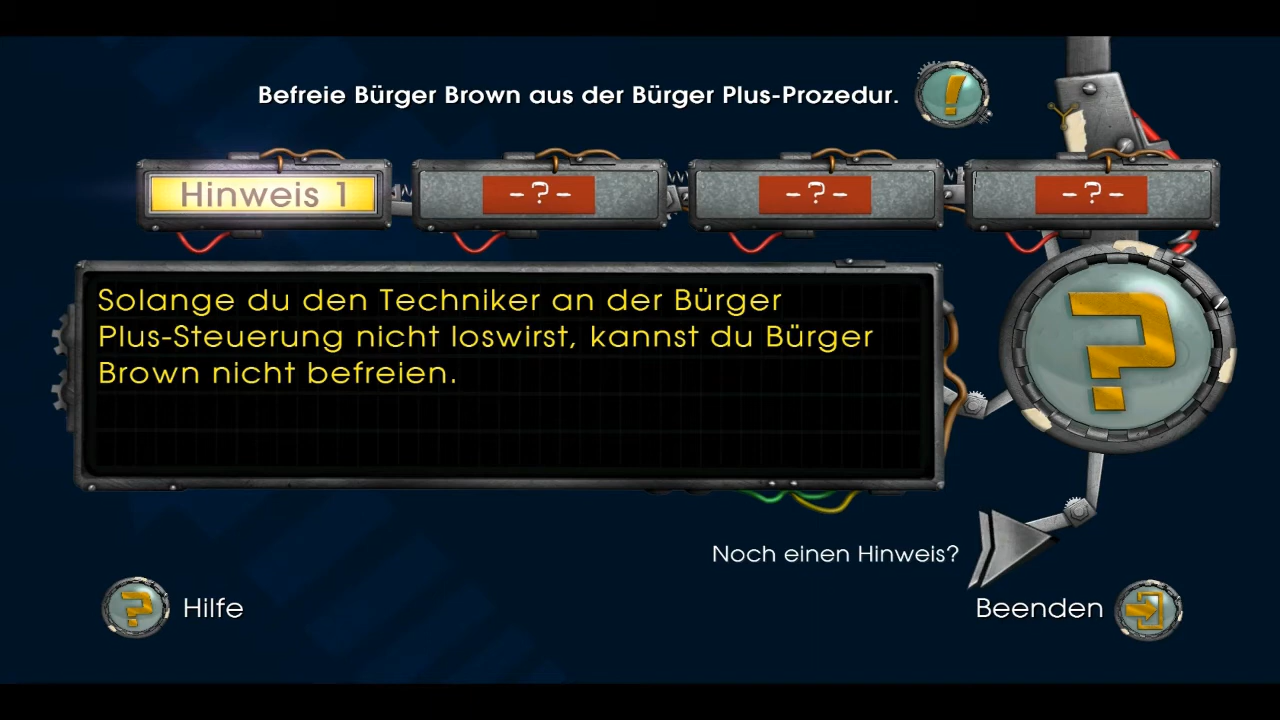 Befreie Bürger Brown aus der Bürger Plus-Prozedur.
Hinweis 1
-?-
-?-
-?-
Solange du den Techniker an der Bürger
Plus-Steuerung nicht loswirst, kannst du Bürger
Brown nicht befreien.
Noch einen Hinweis?
Hilfe
Beenden